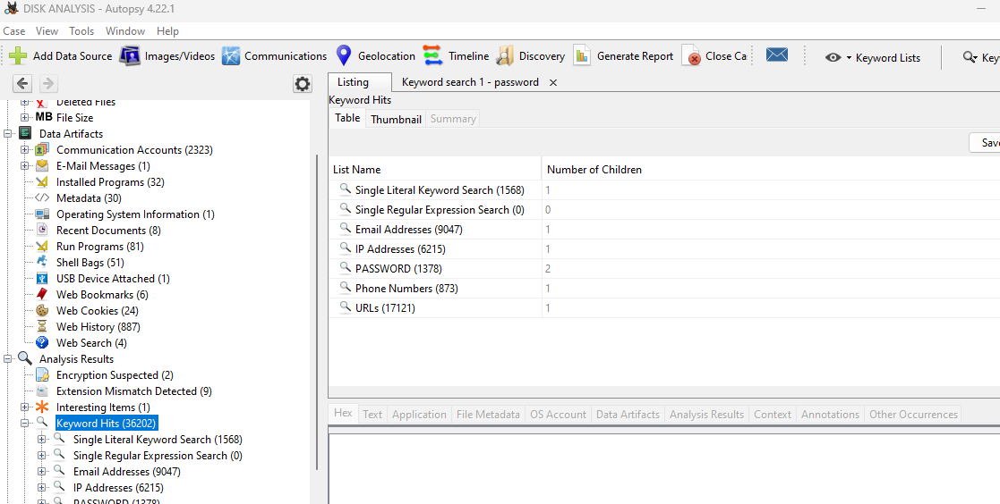 DISK ANALYSIS - Autopsy 4.22.1
Case View Tools Window Help
Add Data Source Images/Videos Communications Geolocation Timeline Discovery Generate Report Close Ca Keyword Lists Key
Deleted Files
MB File Size
Data Artifacts
Communication Accounts (2323)
E-Mail Messages (1)
Installed Programs (32)
Metadata (30)
Operating System Information (1)
Recent Documents (8)
Run Programs (81)
Shell Bags (51)
USB Device Attached (1)
Web Bookmarks (6)
Web Cookies (24)
Web History (887)
Web Search (4)
Analysis Results
Encryption Suspected (2)
Extension Mismatch Detected (9)
Interesting Items (1)
Keyword Hits (36202)
Single Literal Keyword Search (1568)
Single Regular Expression Search (0)
Email Addresses (9047)
IP Addresses (6215)
PASSWORD (1378)
Listing Keyword search 1 - password
Keyword Hits
Table Thumbnail Summary
Save
List Name Number of Children
Single Literal Keyword Search (1568) 1
Single Regular Expression Search (0) 0
Email Addresses (9047) 1
IP Addresses (6215) 1
PASSWORD (1378) 2
Phone Numbers (873) 1
URLs (17121) 1
Hex Text Application File Metadata OS Account Data Artifacts Analysis Results Context Annotations Other Occurrences